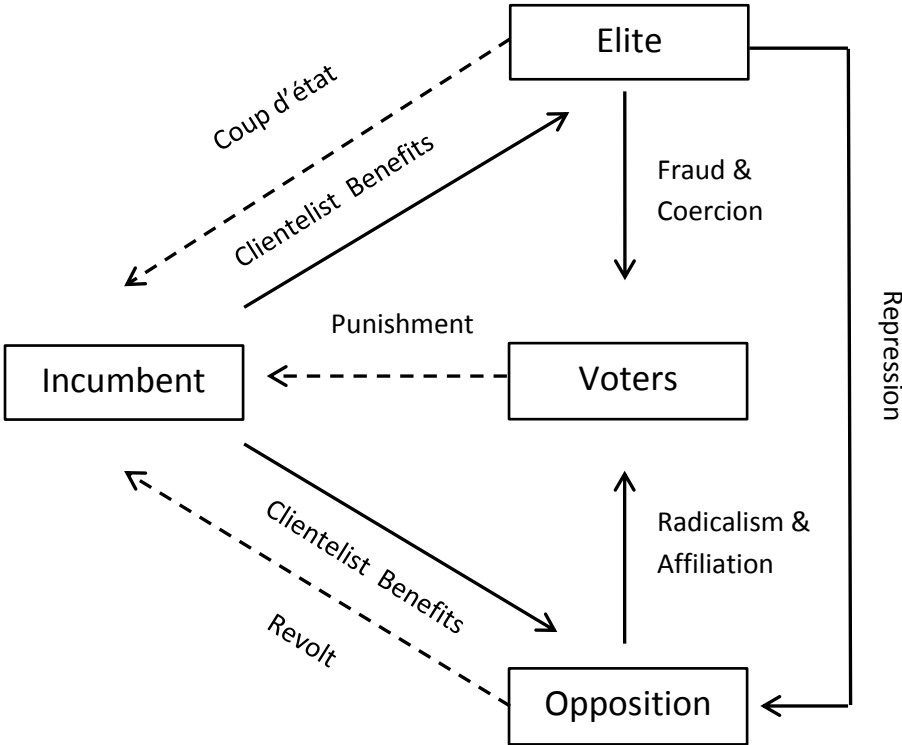 Elite
Coup d'état
Clientelist Benefits
Fraud &
Coercion
Repression
Punishment
Incumbent
Voters
Clientelist Benefits
Radicalism &
Affiliation
Revolt
Opposition